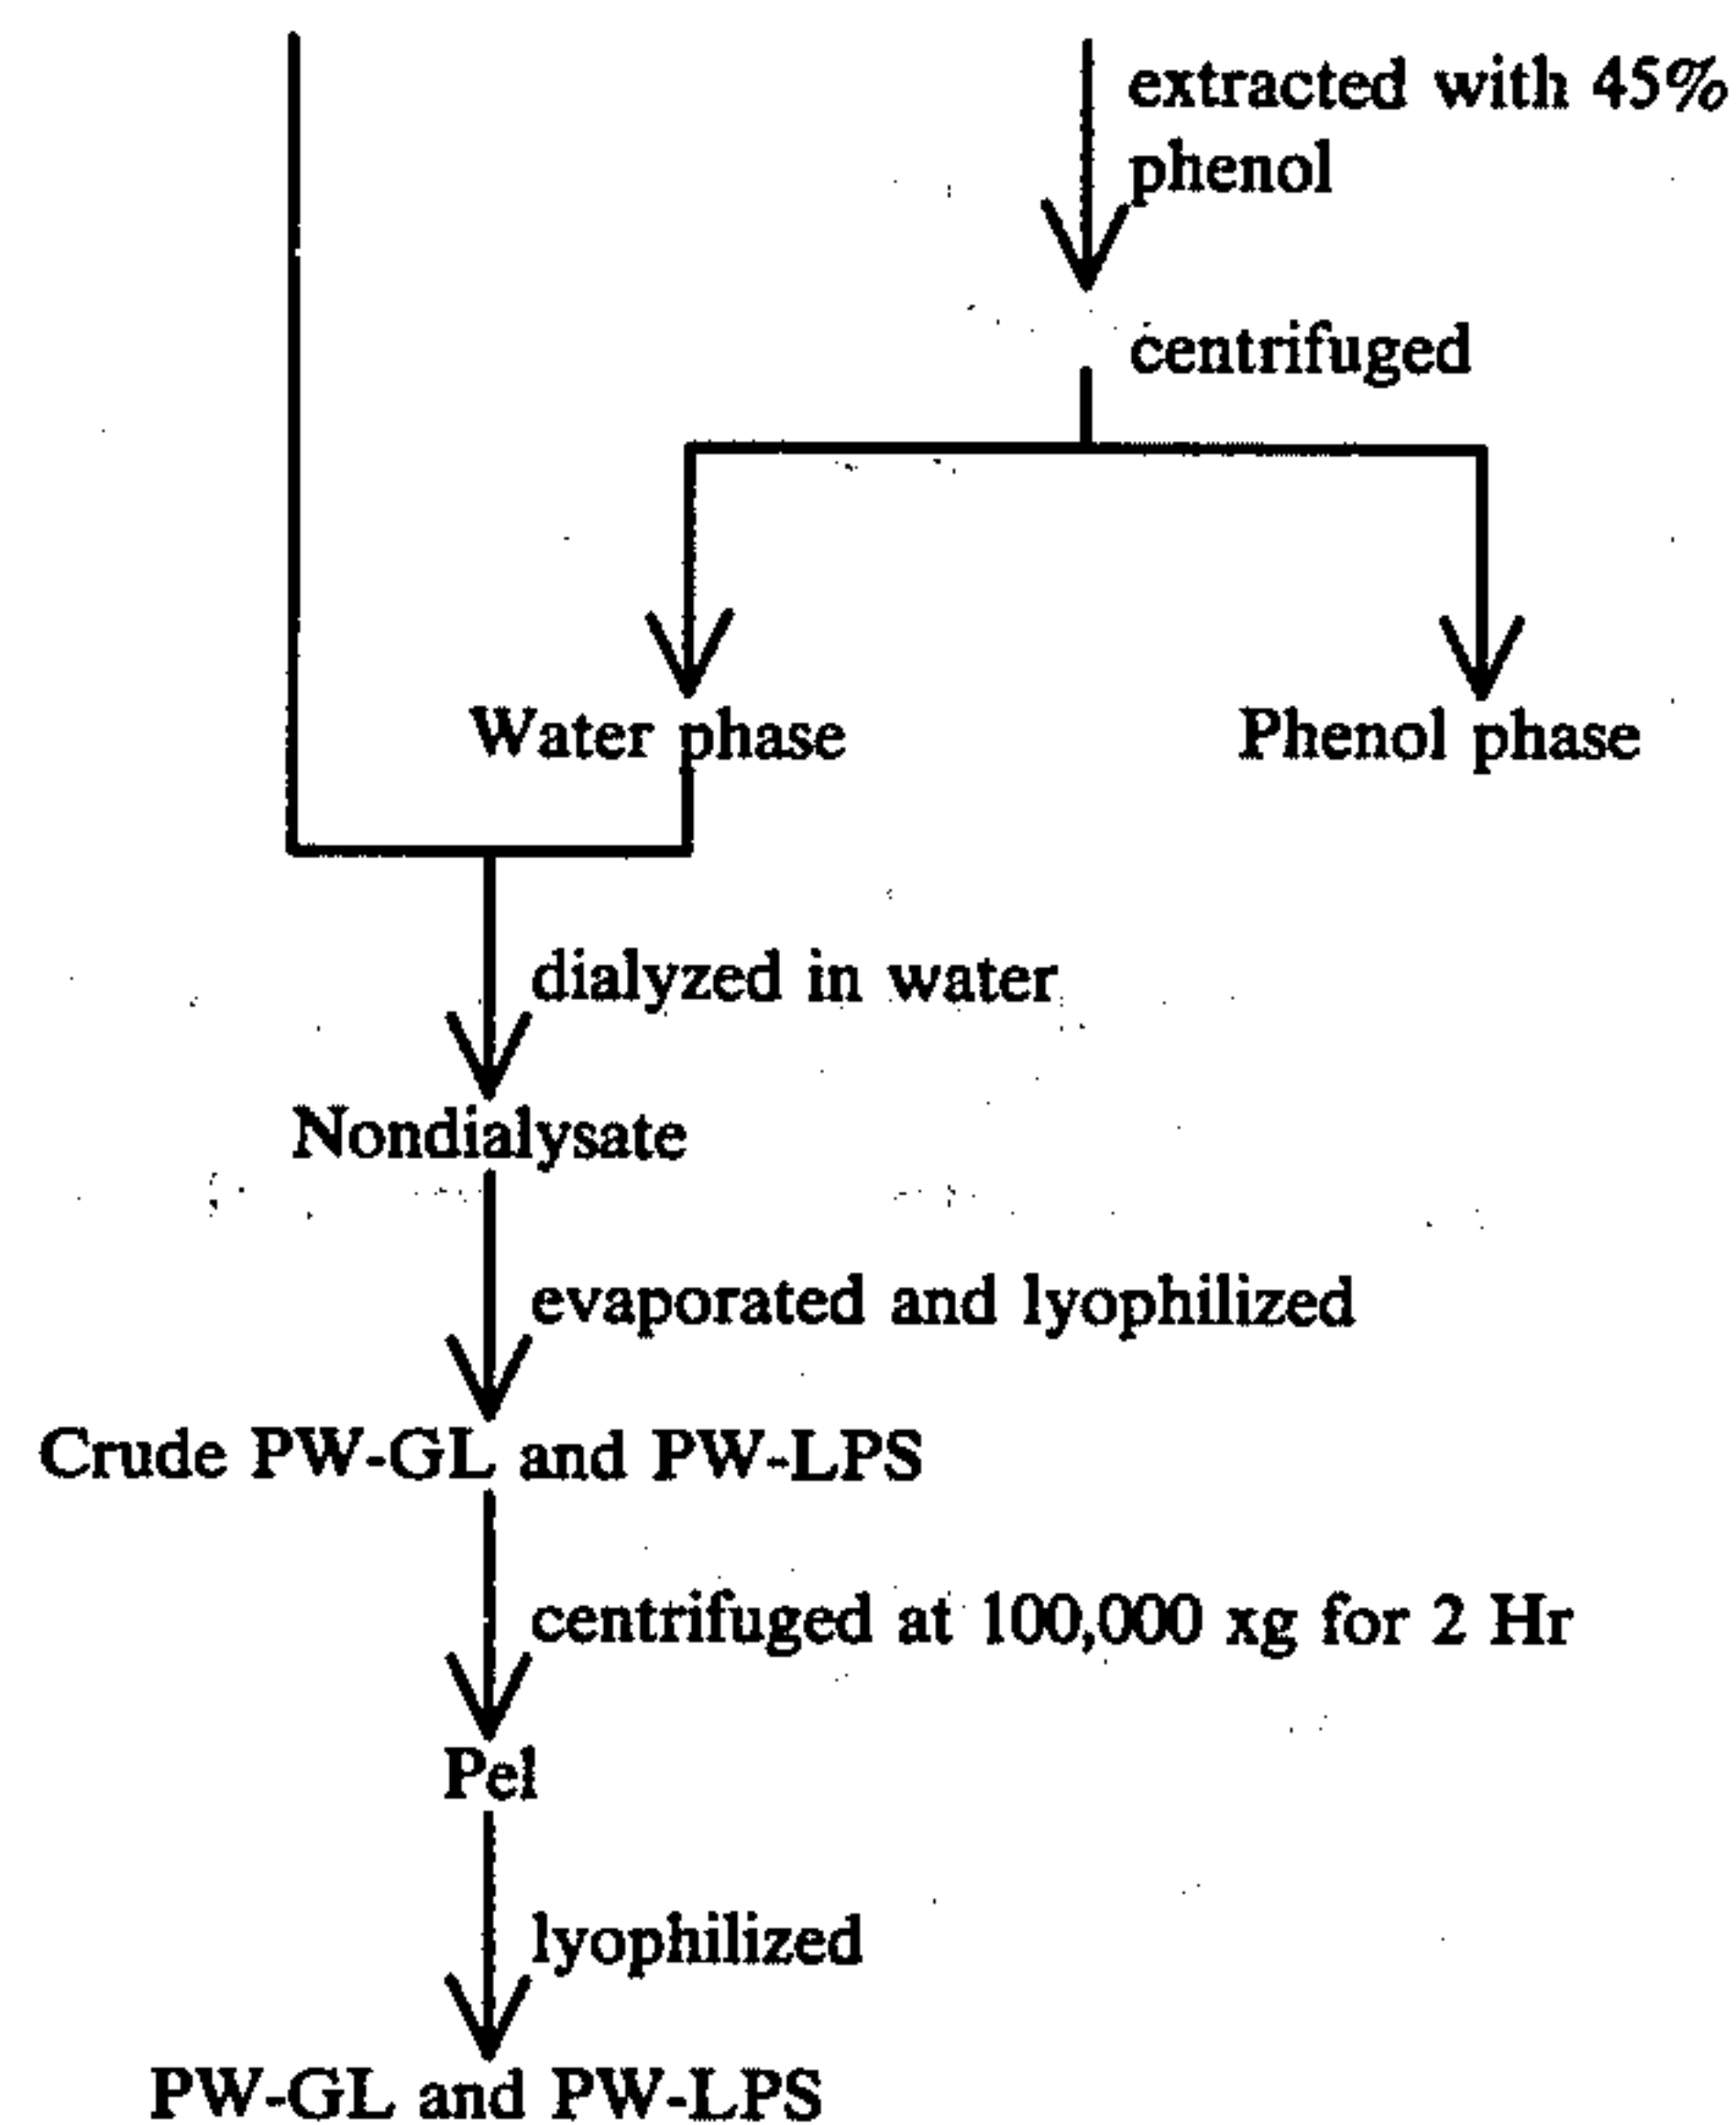 extracted with 45%
phenol
centrifuged
Water phase
Phenol phase
dialyzed in water
Nondialysate
evaporated and lyophilized
Crude PW-GL and PW-LPS
centrifuged at 100,000 xg for 2 Hr
Pel
lyophilized
PW-GL and PW-LPS